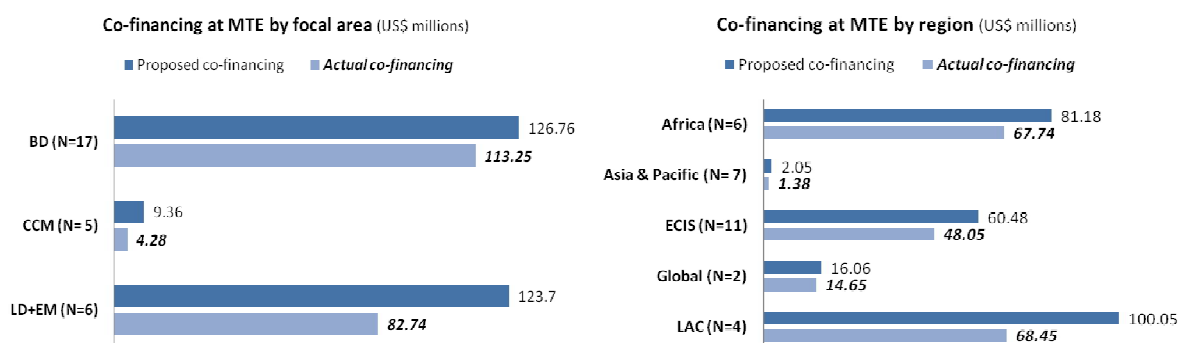 Co-financing at MTE by focal area (US$ millions)
Proposed co-financing Actual co-financing
BD (N=17)
126.76
113.25
CCM (N= 5)
9.36
4.28
LD+EM (N=6)
123.7
82.74
Co-financing at MTE by region (US$ millions)
Proposed co-financing Actual co-financing
Africa (N=6)
81.18
67.74
Asia & Pacific (N= 7)
2.05
1.38
ECIS (N=11)
60.48
48.05
Global (N=2)
16.06
14.65
LAC (N=4)
100.05
68.45